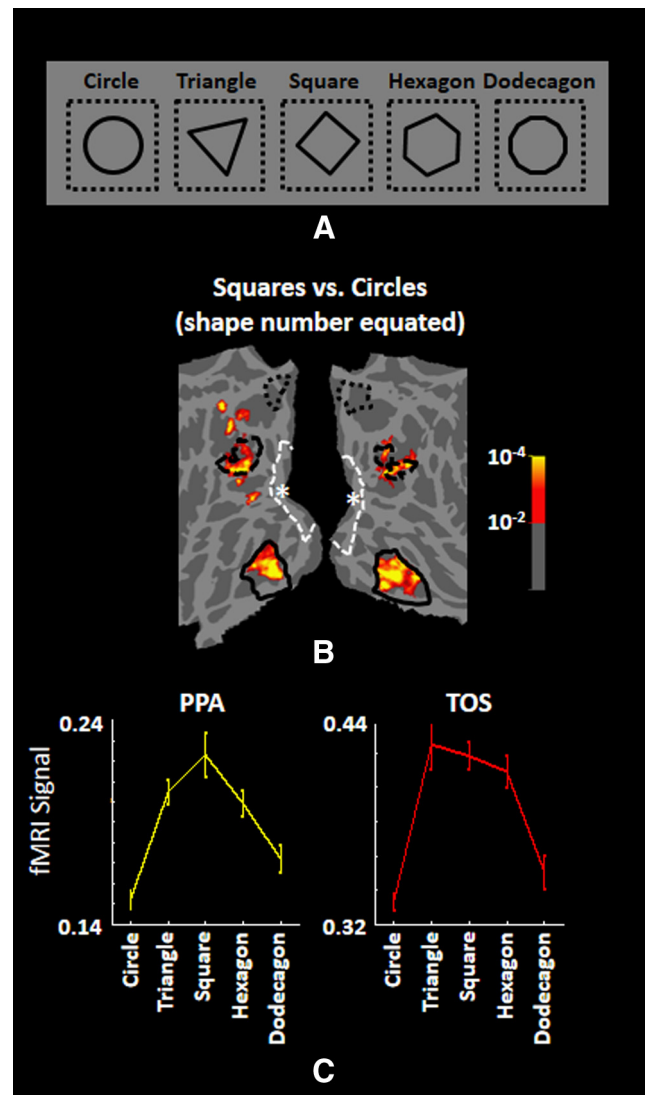 Circle Triangle Square Hexagon Dodecagon
A
Squares vs. Circles
(shape number equated)
*
*
10-4
10-2
B
PPA
TOS
fMRI Signal
0.24
0.14
Circle
Triangle
Square
Hexagon
Dodecagon
0.44
0.32
Circle
Triangle
Square
Hexagon
Dodecagon
C